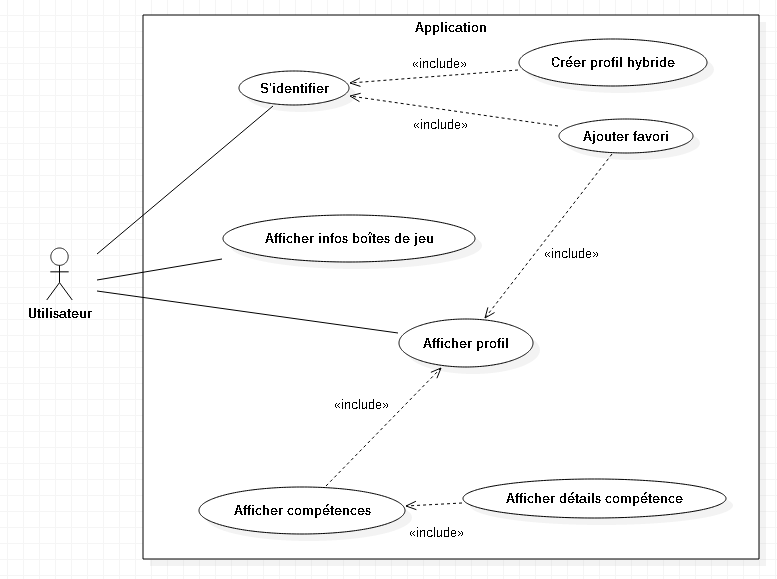 Application
«include»
Créer profil hybride
S'identifier
«include»
Ajouter favori
Afficher infos boîtes de jeu
«include»
Utilisateur
Afficher profil
«include»
Afficher compétences
Afficher détails compétence
«include»